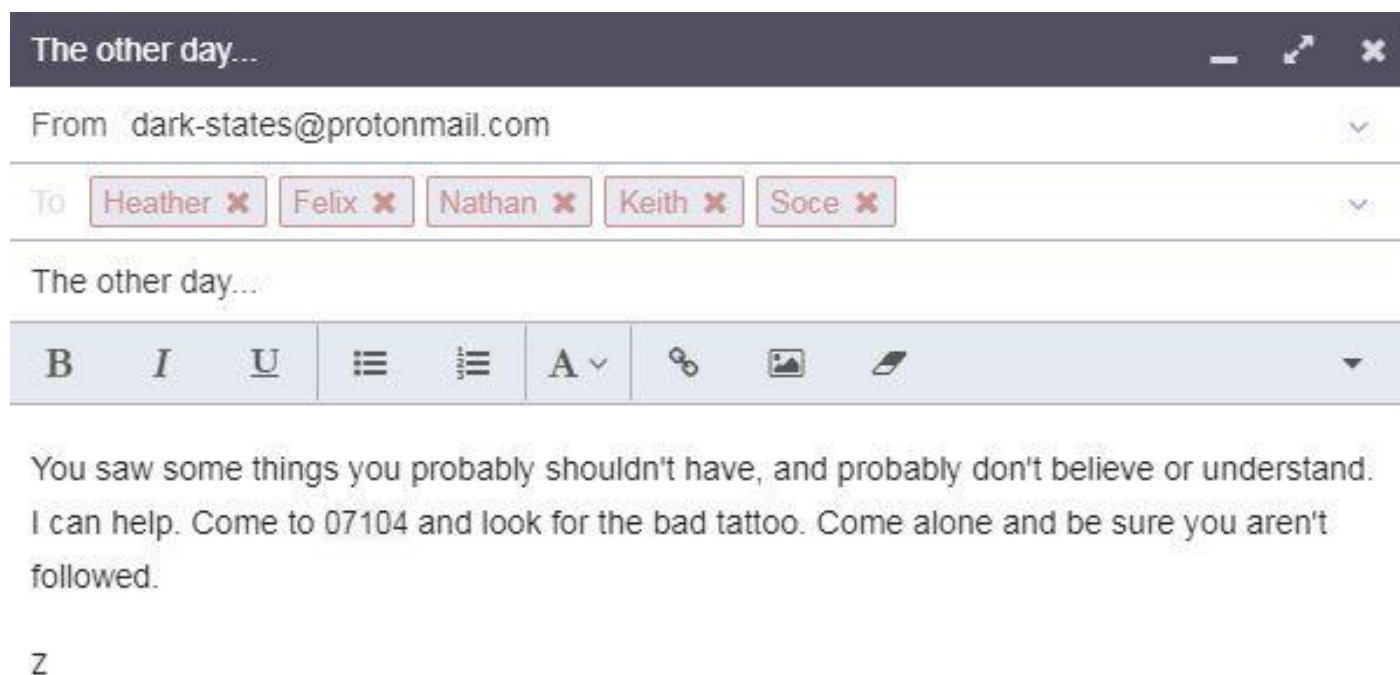 The other day...
From dark-states@protonmail.com
To Heather Felix Nathan Keith Soce
The other day...
B I U A
You saw some things you probably shouldn't have, and probably don't believe or understand.
I can help. Come to 07104 and look for the bad tattoo. Come alone and be sure you aren't
followed.
Z